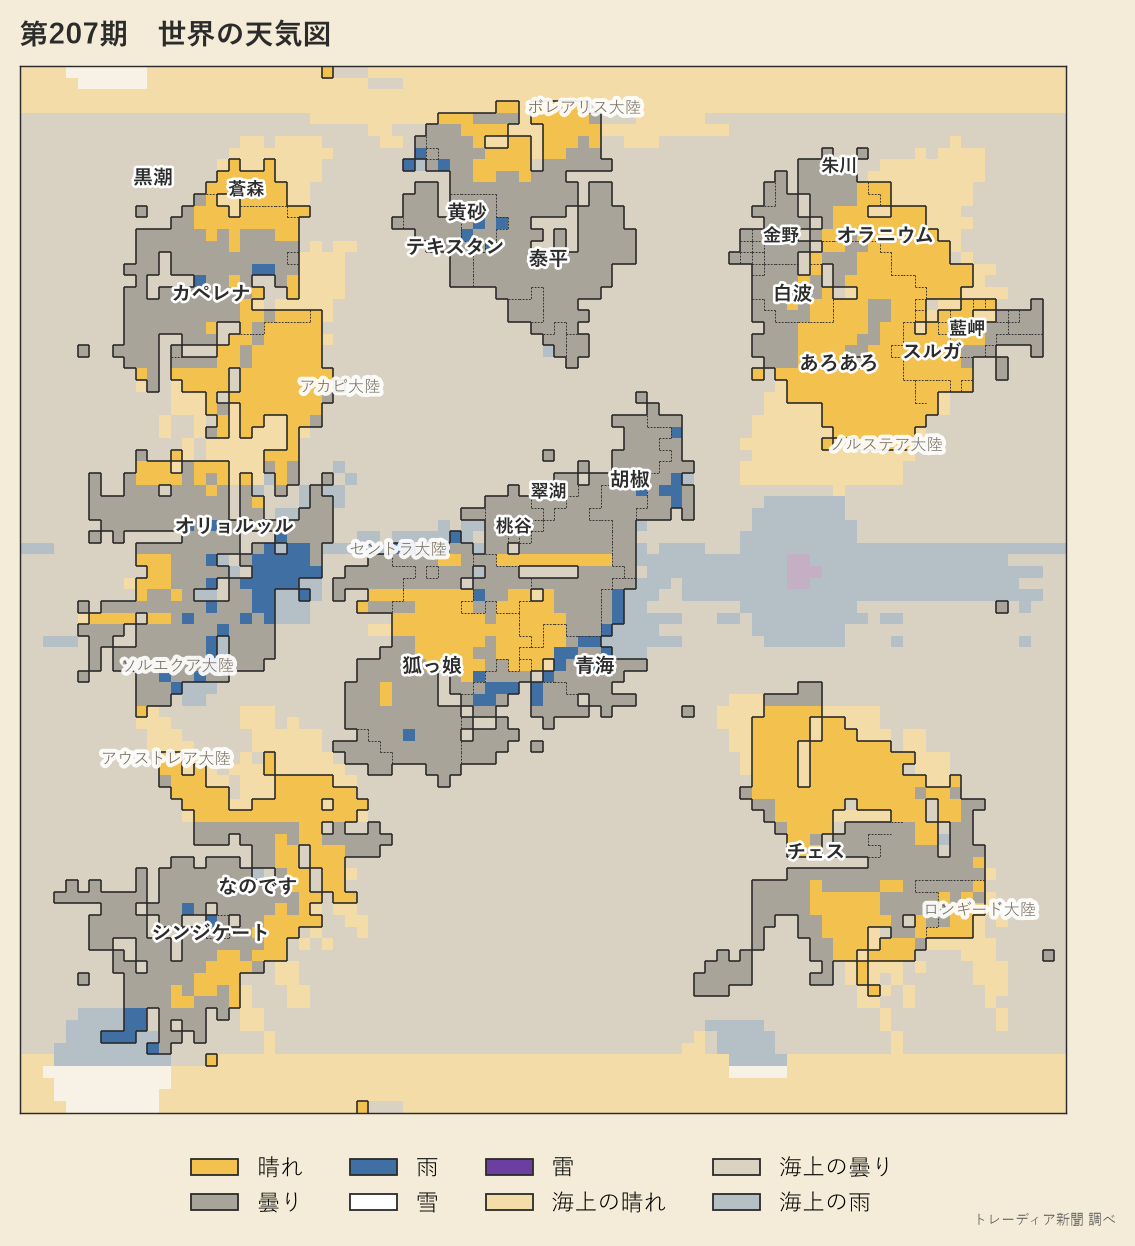 第207期　世界の天気図
ボレアリス大陸
朱川
黒潮
蒼森
黄砂
金野
オラニウム
テキスタン
泰平
カペレナ
白波
藍岬
スルガ
あろあろ
アカピ大陸
ノルステア大陸
胡椒
翠湖
オリョルッル
桃谷
セントラ大陸
ソルエクア大陸
狐っ娘
青海
アウストレア大陸
チェス
なのです
ロンギード大陸
シンジケート
晴れ
雨
雷
海上の曇り
曇り
雪
海上の晴れ
海上の雨
トレーディア新聞 調べ